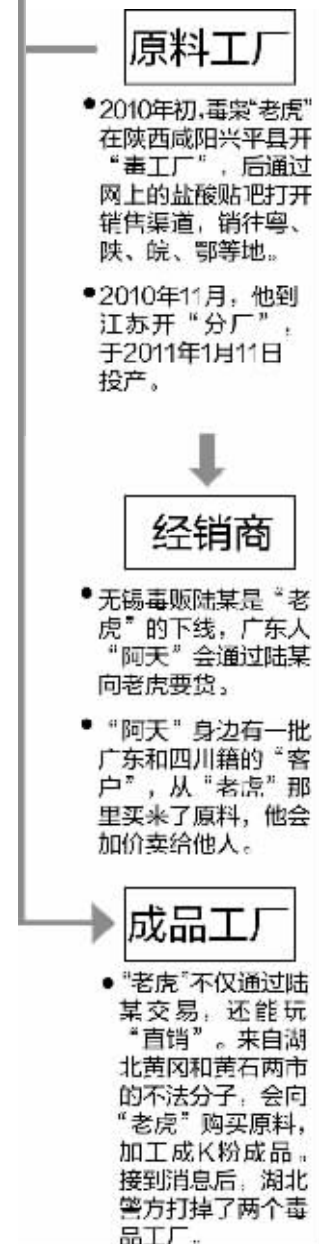 原料工厂
●2010年初,毒枭“老虎”
在陕西咸阳兴平县开
“毒工厂”,后通过
网上的盐酸贴吧打开
销售渠道,销往粤、
陕、皖、鄂等地。
●2010年11月,他到
江苏开“分厂”,
于2011年1月11日
投产。
经销商
●无锡毒贩陆某是“老
虎”的下线,广东人
“阿天”会通过陆某
向老虎要货。
●“阿天”身边有一批
广东和四川籍的“客
户”,从“老虎”那
里买来了原料,他会
加价卖给他人。
成品工厂
●“老虎”不仅通过陆
某交易,还能玩
“直销”。来自湖
北黄冈和黄石两市
的不法分子,会向
“老虎”购买原料,
加工成K粉成品。
接到消息后,湖北
警方打掉了两个毒
品工厂。